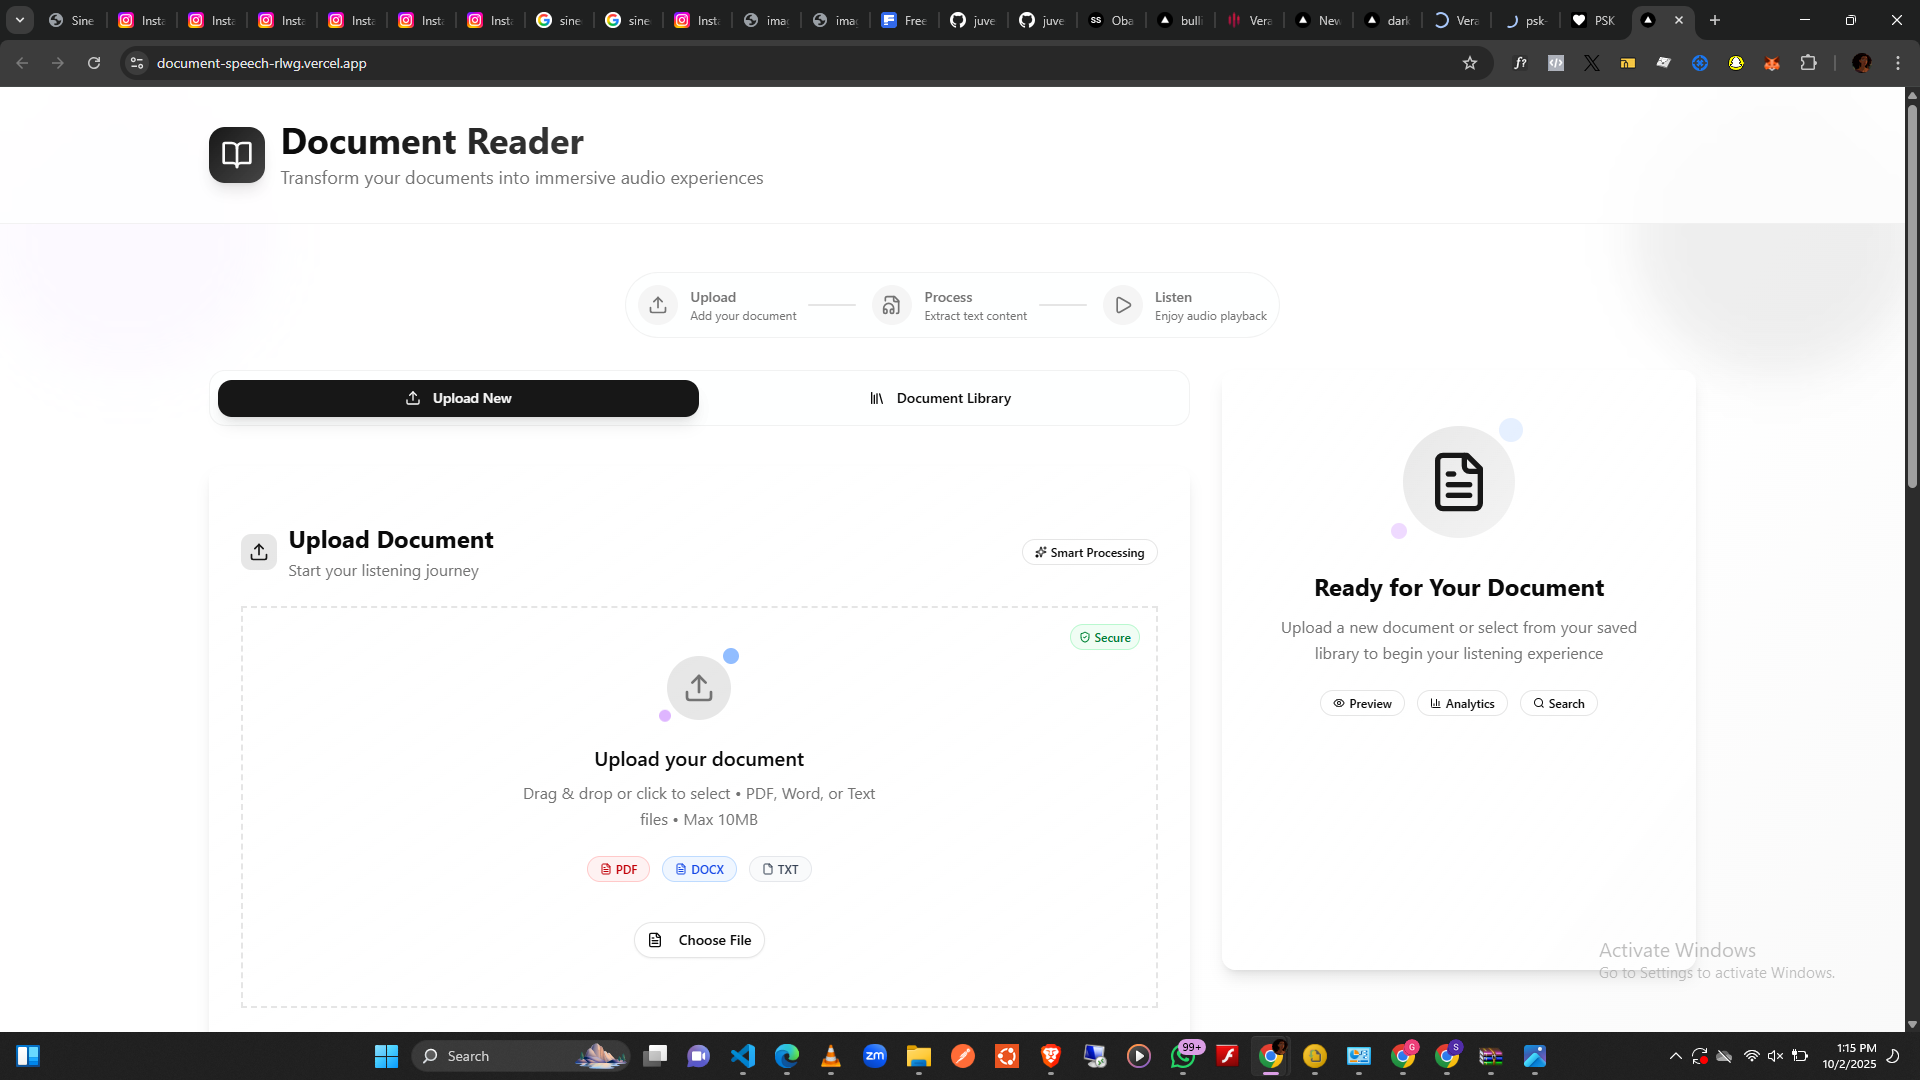 Sine
Insta
Insta
Insta
Insta
Insta
Insta
sine
sine
Insta
imag
imag
Free
juve
juve
Oba
bulli
Vera
New
dark
Vera
psk-
PSK
document-speech-rlwg.vercel.app
Document Reader
Transform your documents into immersive audio experiences
Upload
Add your document
Process
Extract text content
Listen
Enjoy audio playback
Upload New
Document Library
Upload Document
Start your listening journey
Smart Processing
Secure
Upload your document
Drag & drop or click to select • PDF, Word, or Text
files • Max 10MB
PDF
DOCX
TXT
Choose File
Ready for Your Document
Upload a new document or select from your saved
library to begin your listening experience
Preview
Analytics
Search
Activate Windows
Go to Settings to activate Windows.
Search
zm
99+
G
S
1:15 PM
10/2/2025